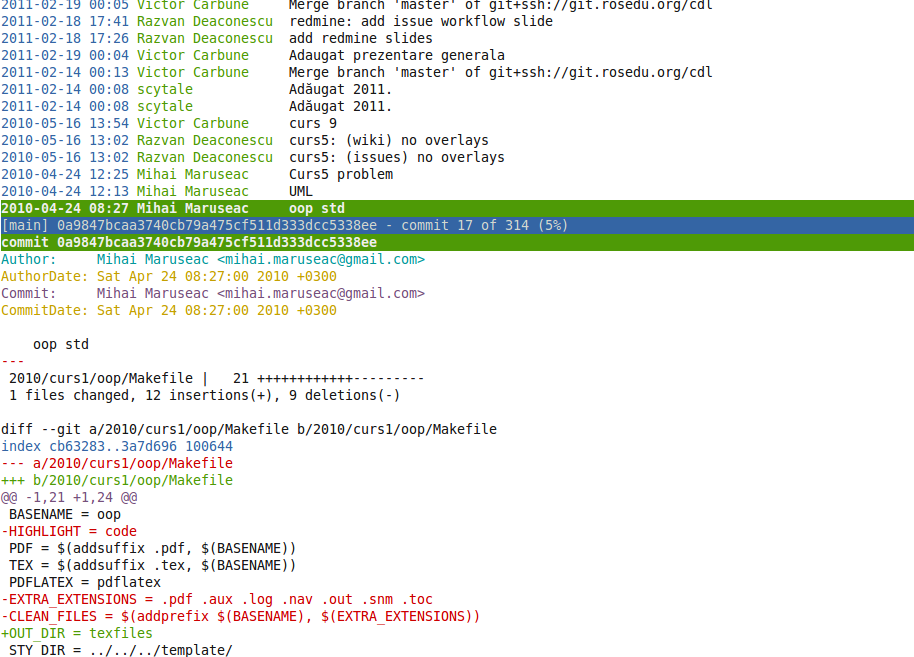 2011-02-19 00:05 Victor Carbune    Merge branch 'master' of git+ssh://git.rosedu.org/cdl
2011-02-18 17:41 Razvan Deaconescu  redmine: add issue workflow slide
2011-02-18 17:26 Razvan Deaconescu  add redmine slides
2011-02-19 00:04 Victor Carbune     Adaugat prezentare generala
2011-02-14 00:13 Victor Carbune     Merge branch 'master' of git+ssh://git.rosedu.org/cdl
2011-02-14 00:08 scytale            Adăugat 2011.
2011-02-14 00:08 scytale            Adăugat 2011.
2010-05-16 13:54 Victor Carbune     curs 9
2010-05-16 13:02 Razvan Deaconescu  curs5: (wiki) no overlays
2010-05-16 13:02 Razvan Deaconescu  curs5: (issues) no overlays
2010-04-24 12:25 Mihai Maruseac     Curs5 problem
2010-04-24 12:13 Mihai Maruseac     UML
2010-04-24 08:27 Mihai Maruseac     oop std
[main] 0a9847bcaa3740cb79a475cf511d333dcc5338ee - commit 17 of 314 (5%)
commit 0a9847bcaa3740cb79a475cf511d333dcc5338ee
Author:     Mihai Maruseac <mihai.maruseac@gmail.com>
AuthorDate: Sat Apr 24 08:27:00 2010 +0300
Commit:     Mihai Maruseac <mihai.maruseac@gmail.com>
CommitDate: Sat Apr 24 08:27:00 2010 +0300
    oop std
---
 2010/curs1/oop/Makefile |   21 ++++++++++++---------
 1 files changed, 12 insertions(+), 9 deletions(-)
diff --git a/2010/curs1/oop/Makefile b/2010/curs1/oop/Makefile
index cb63283..3a7d696 100644
--- a/2010/curs1/oop/Makefile
+++ b/2010/curs1/oop/Makefile
@@ -1,21 +1,24 @@
 BASENAME = oop
-HIGHLIGHT = code
 PDF = $(addsuffix .pdf, $(BASENAME))
 TEX = $(addsuffix .tex, $(BASENAME))
 PDFLATEX = pdflatex
-EXTRA_EXTENSIONS = .pdf .aux .log .nav .out .snm .toc
-CLEAN_FILES = $(addprefix $(BASENAME), $(EXTRA_EXTENSIONS))
+OUT_DIR = texfiles
 STY_DIR = ../../../template/